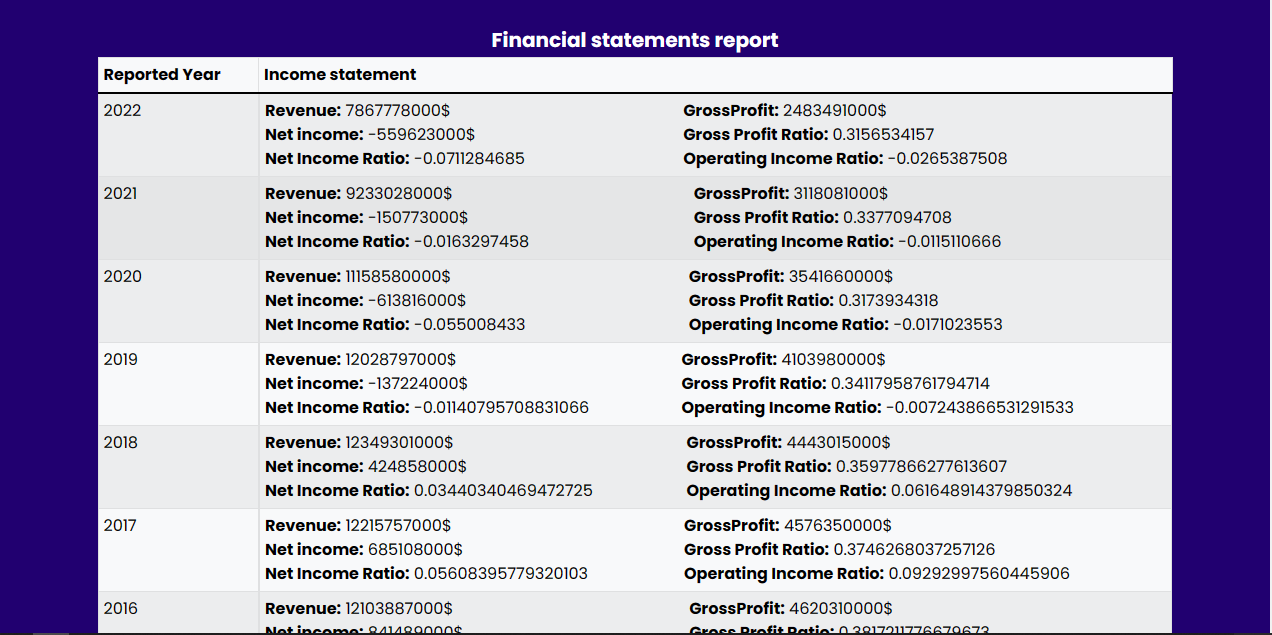 Financial statements report
Reported Year Income statement
2022 Revenue: 7867778000$ GrossProfit: 2483491000$
Net income: -559623000$ Gross Profit Ratio: 0.3156534157
Net Income Ratio: -0.0711284685 Operating Income Ratio: -0.0265387508
2021 Revenue: 9233028000$ GrossProfit: 3118081000$
Net income: -150773000$ Gross Profit Ratio: 0.3377094708
Net Income Ratio: -0.0163297458 Operating Income Ratio: -0.0115110666
2020 Revenue: 11158580000$ GrossProfit: 3541660000$
Net income: -613816000$ Gross Profit Ratio: 0.3173934318
Net Income Ratio: -0.055008433 Operating Income Ratio: -0.0171023553
2019 Revenue: 12028797000$ GrossProfit: 4103980000$
Net income: -137224000$ Gross Profit Ratio: 0.34117958761794714
Net Income Ratio: -0.01140795708831066 Operating Income Ratio: -0.007243866531291533
2018 Revenue: 12349301000$ GrossProfit: 4443015000$
Net income: 424858000$ Gross Profit Ratio: 0.35977866277613607
Net Income Ratio: 0.03440340469472725 Operating Income Ratio: 0.061648914379850324
2017 Revenue: 12215757000$ GrossProfit: 4576350000$
Net income: 685108000$ Gross Profit Ratio: 0.3746268037257126
Net Income Ratio: 0.05608395779320103 Operating Income Ratio: 0.09292997560445906
2016 Revenue: 12103887000$ GrossProfit: 4620310000$
Net income: 841489000$ Gross Profit Ratio: 0.3817211776679673